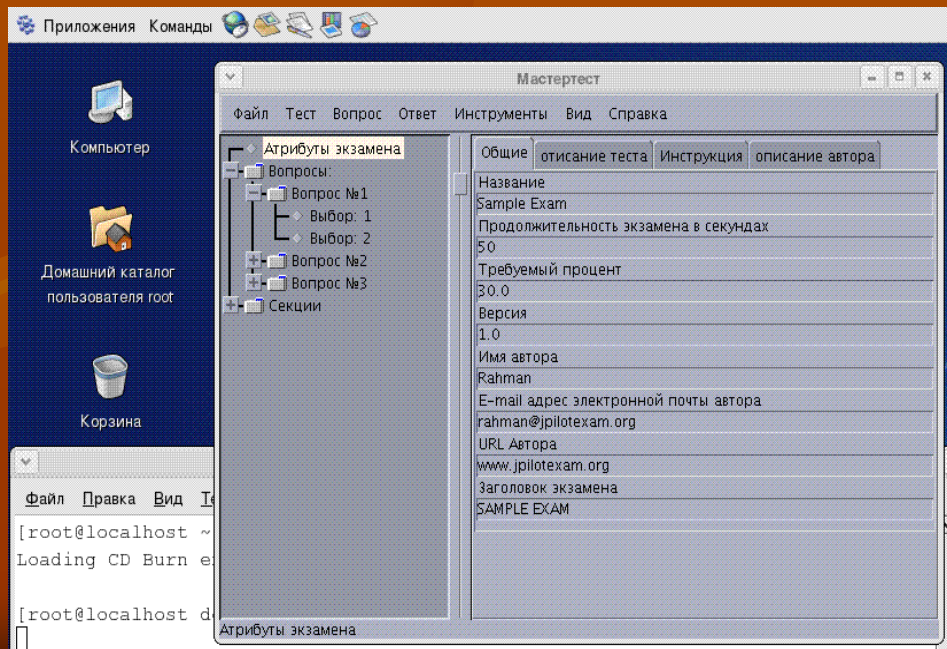 Приложения Команды
Компьютер
Домашний каталог
пользователя root
Корзина
Мастертест
Файл Тест Вопрос Ответ Инструменты Вид Справка
Атрибуты экзамена
Вопросы:
Вопрос №1
Выбор: 1
Выбор: 2
Вопрос №2
Вопрос №3
Секции
Общие отисание теста Инструкция описание автора
Название
Sample Exam
Продолжительность экзамена в секундах
50
Требуемый процент
30.0
Версия
1.0
Имя автора
Rahman
E-mail адрес электронной почты автора
rahman@jpilotexam.org
URL Автора
www.jpilotexam.org
Заголовок экзамена
SAMPLE EXAM
Атрибуты экзамена
Файл Правка Вид
[root@localhost ~
Loading CD Burn
[root@localhost